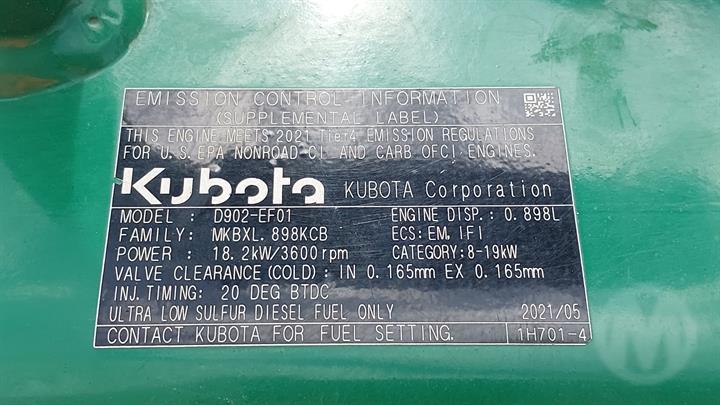 EMISSION CONTROL INFORMATION
(SUPPLEMENTAL LABEL)
THIS ENGINE MEETS 2021 Tier4 EMISSION REGULATIONS
FOR U.S. EPA NONROAD CI AND CARB OFCI ENGINES.
Kubota KUBOTA Corporation
MODEL : D902-EF01 ENGINE DISP.: 0.898L
FAMILY: MKBXL.898KCB ECS: EM, IFI
POWER : 18.2kW/3600rpm CATEGORY:8-19kW
VALVE CLEARANCE (COLD) : IN 0.165mm EX 0.165mm
INJ. TIMING: 20 DEG BTDC
ULTRA LOW SULFUR DIESEL FUEL ONLY 2021/05
CONTACT KUBOTA FOR FUEL SETTING. 1H701-4